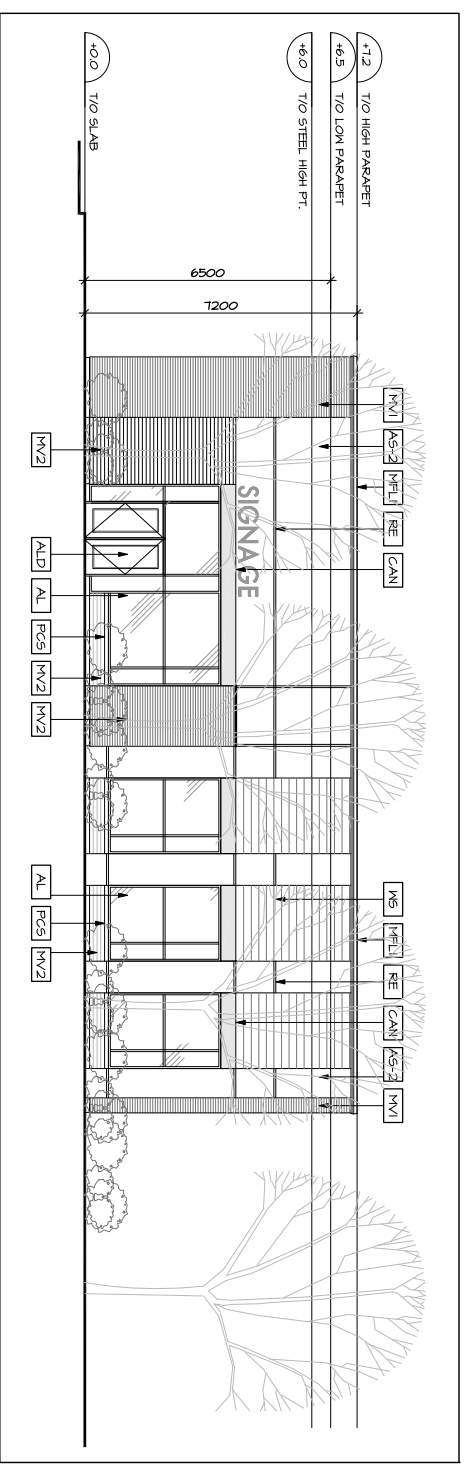 +7.2 T/O HIGH PARAPET
+6.5 T/O LOW PARAPET
+6.0 T/O STEEL HIGH PT.
+0.0 T/O SLAB
6500
7200
MV1 AS-2 MFL1 RE CAN
WS MFL1 RE CAN AS-2 MV1
SIGNAGE
MV2 ALD AL PCS MV2 MV2
AL PCS MV2